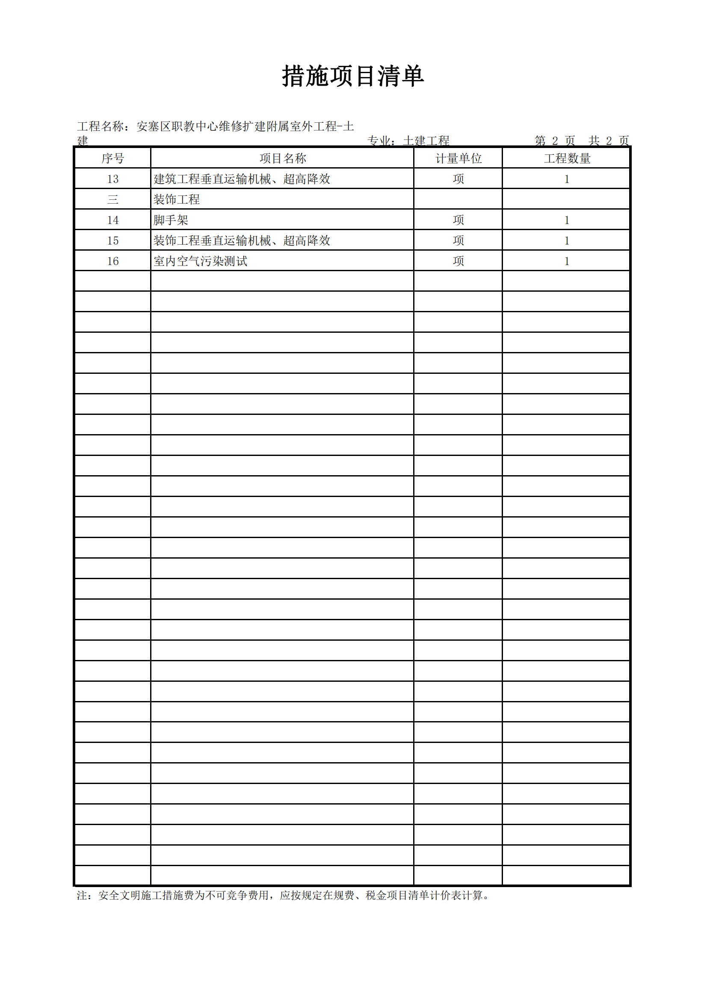 措施项目清单
工程名称：安塞区职教中心维修扩建附属室外工程-土
建 专业：土建工程 第 2 页 共 2 页
序号 项目名称 计量单位 工程数量
13 建筑工程垂直运输机械、超高降效 项 1
三 装饰工程
14 脚手架 项 1
15 装饰工程垂直运输机械、超高降效 项 1
16 室内空气污染测试 项 1
注：安全文明施工措施费为不可竞争费用，应按规定在规费、税金项目清单计价表计算。